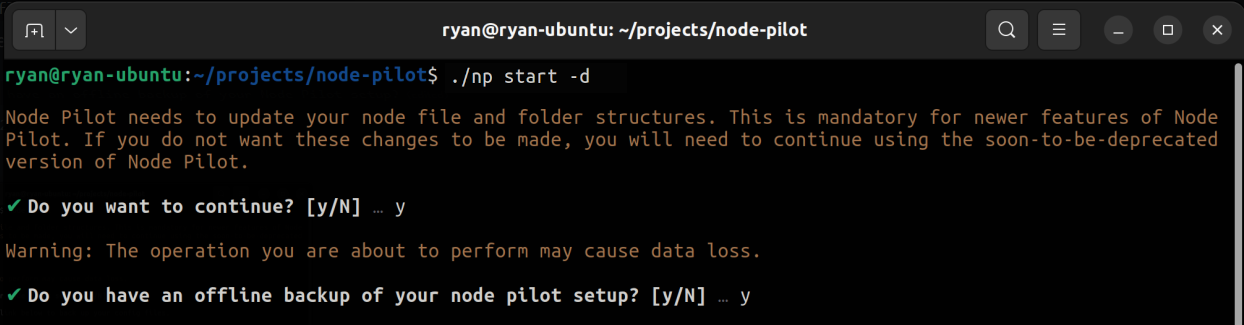 ryan@ryan-ubuntu: ~/projects/node-pilot
ryan@ryan-ubuntu:~/projects/node-pilot$ ./np start -d
Node Pilot needs to update your node file and folder structures. This is mandatory for newer features of Node
Pilot. If you do not want these changes to be made, you will need to continue using the soon-to-be-deprecated
version of Node Pilot.
✔ Do you want to continue? [y/N] … y
Warning: The operation you are about to perform may cause data loss.
✔ Do you have an offline backup of your node pilot setup? [y/N] … y